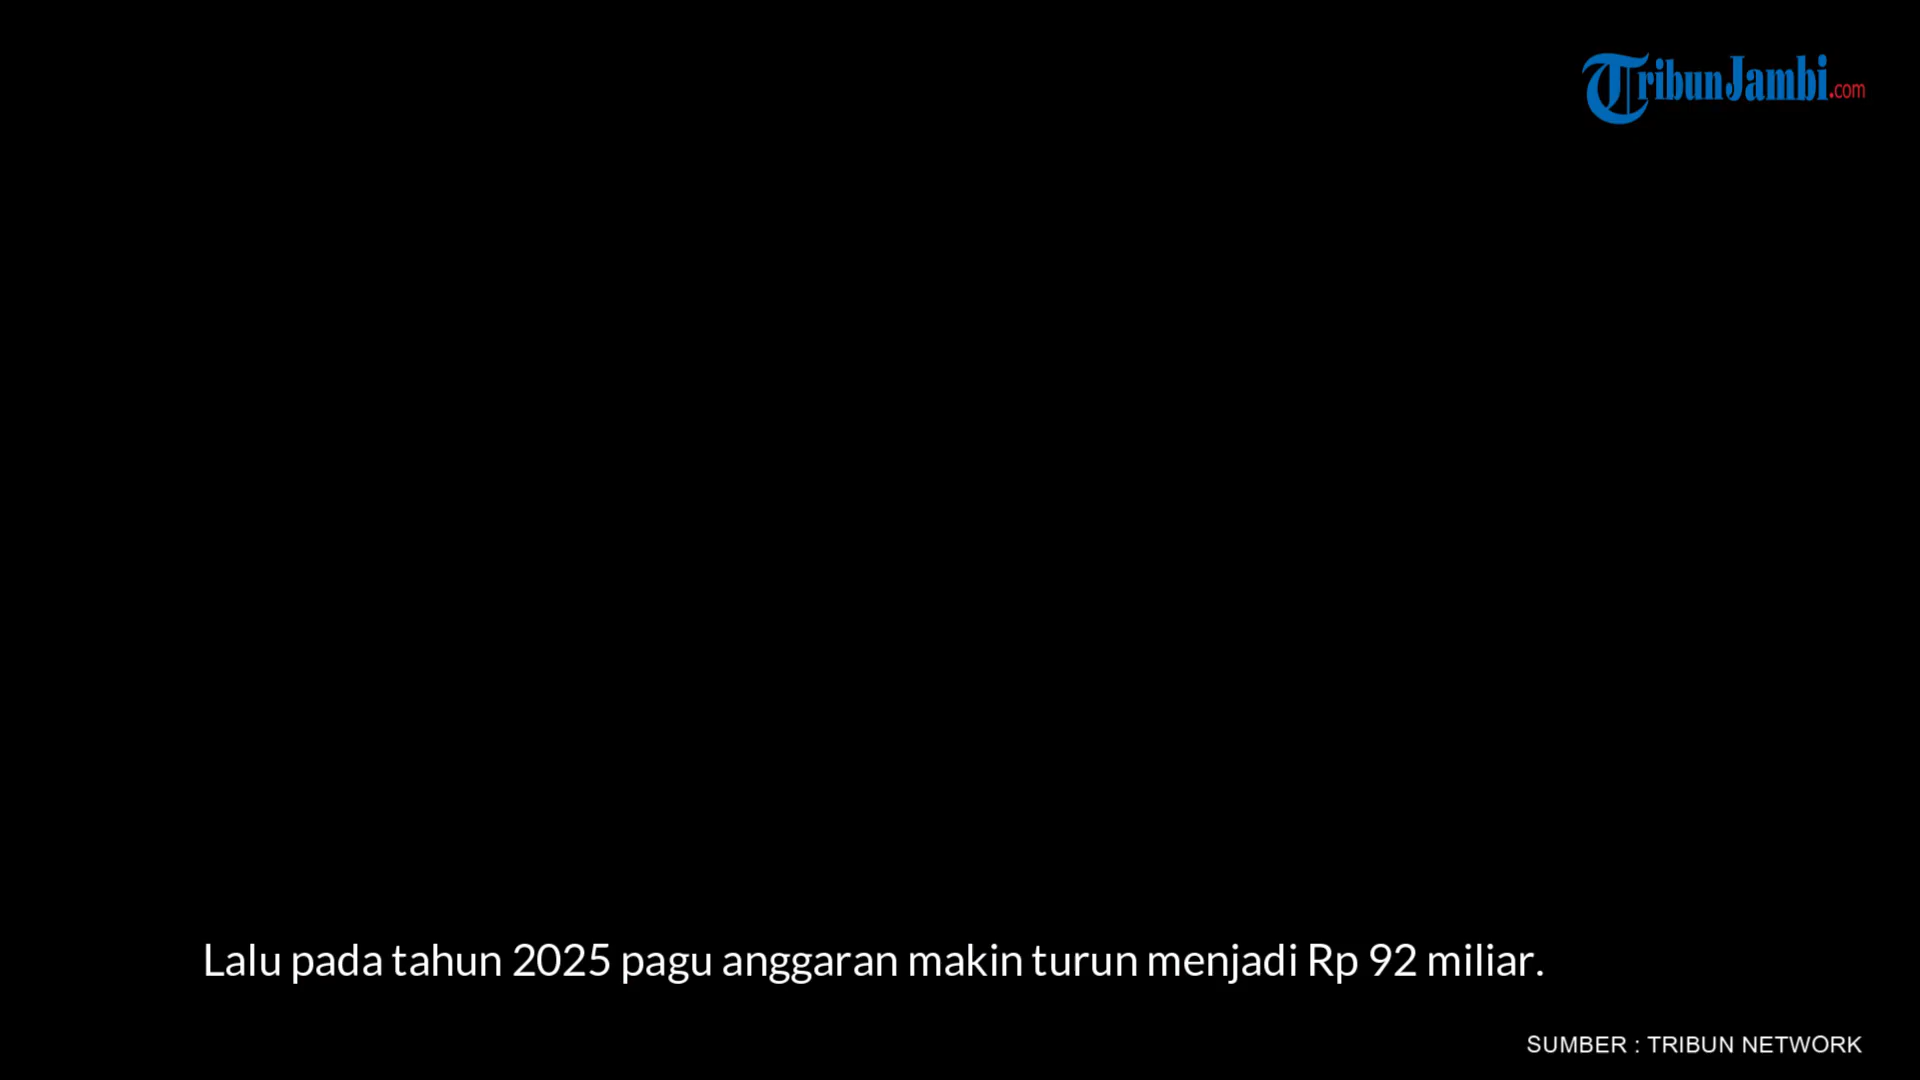 TribunJambi.com
Lalu pada tahun 2025 pagu anggaran makin turun menjadi Rp 92 miliar.
SUMBER : TRIBUN NETWORK